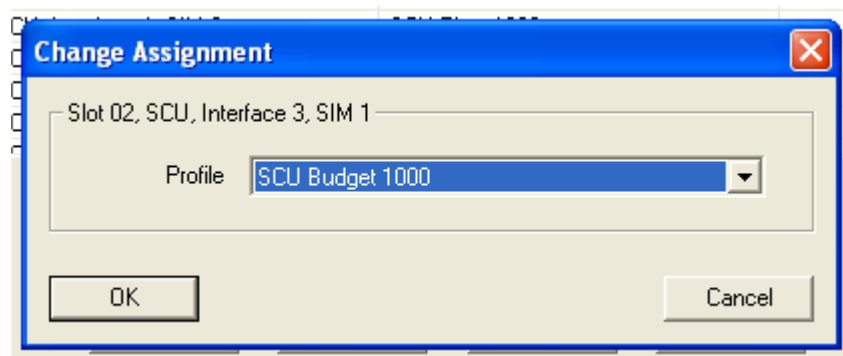 Change Assignment
Slot 02, SCU, Interface 3, SIM 1
Profile SCU Budget 1000
OK Cancel